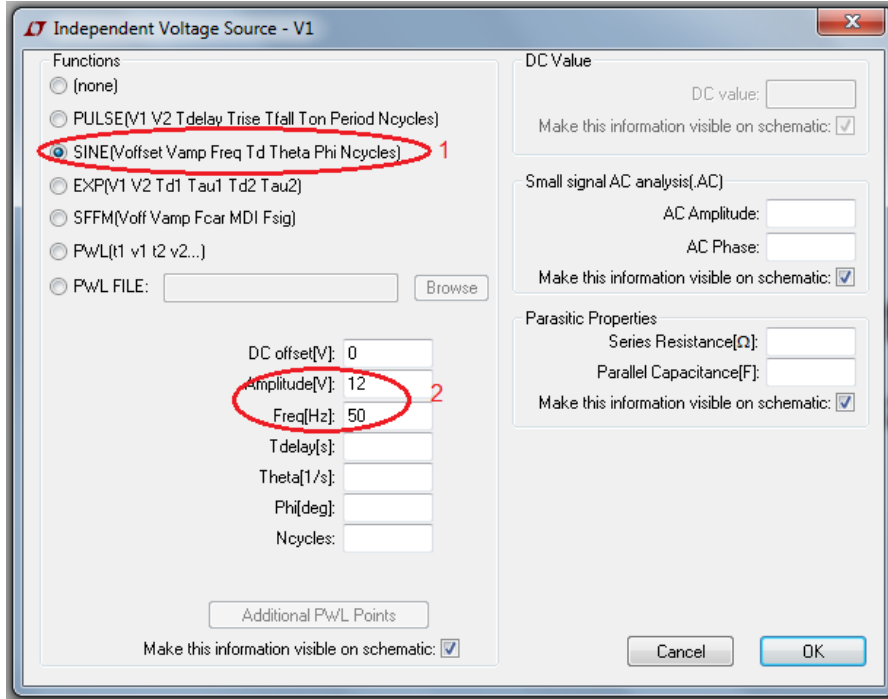 Independent Voltage Source - V1
Functions
(none)
PULSE(V1 V2 Tdelay Trise Tfall Ton Period Ncycles)
SINE(Voffset Vamp Freq Td Theta Phi Ncycles) 1
EXP(V1 V2 Td1 Tau1 Td2 Tau2)
SFFM(Voff Vamp Fcar MDI Fsig)
PWL(t1 v1 t2 v2...)
PWL FILE: Browse
DC offset[V]: 0
Amplitude[V]: 12
2
Freq[Hz]: 50
Tdelay[s]:
Theta[1/s]:
Phi[deg]:
Ncycles:
Additional PWL Points
Make this information visible on schematic:
DC Value
DC value:
Make this information visible on schematic:
Small signal AC analysis(.AC)
AC Amplitude:
AC Phase:
Make this information visible on schematic:
Parasitic Properties
Series Resistance[Ω]:
Parallel Capacitance[F]:
Make this information visible on schematic:
Cancel OK